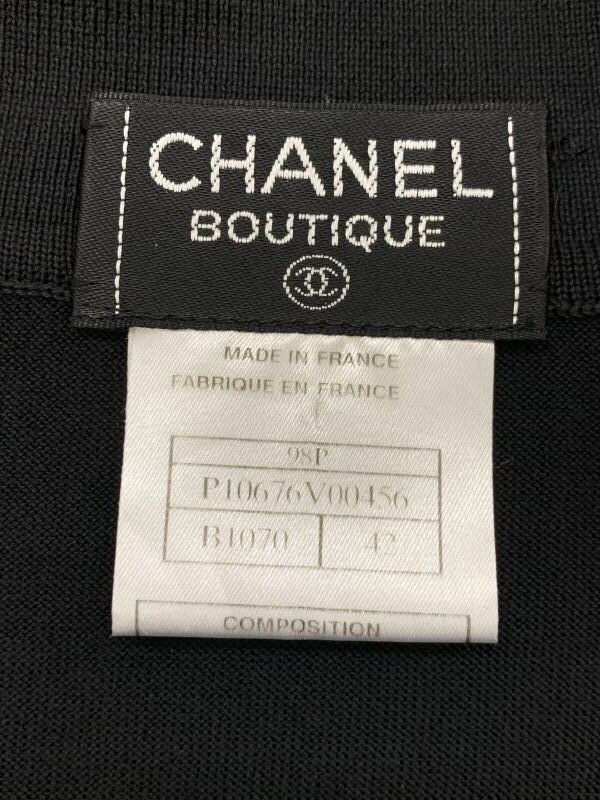 CHANEL
BOUTIQUE
MADE IN FRANCE
FABRIQUE EN FRANCE
98P
P10676V00456
B1070 42
COMPOSITION